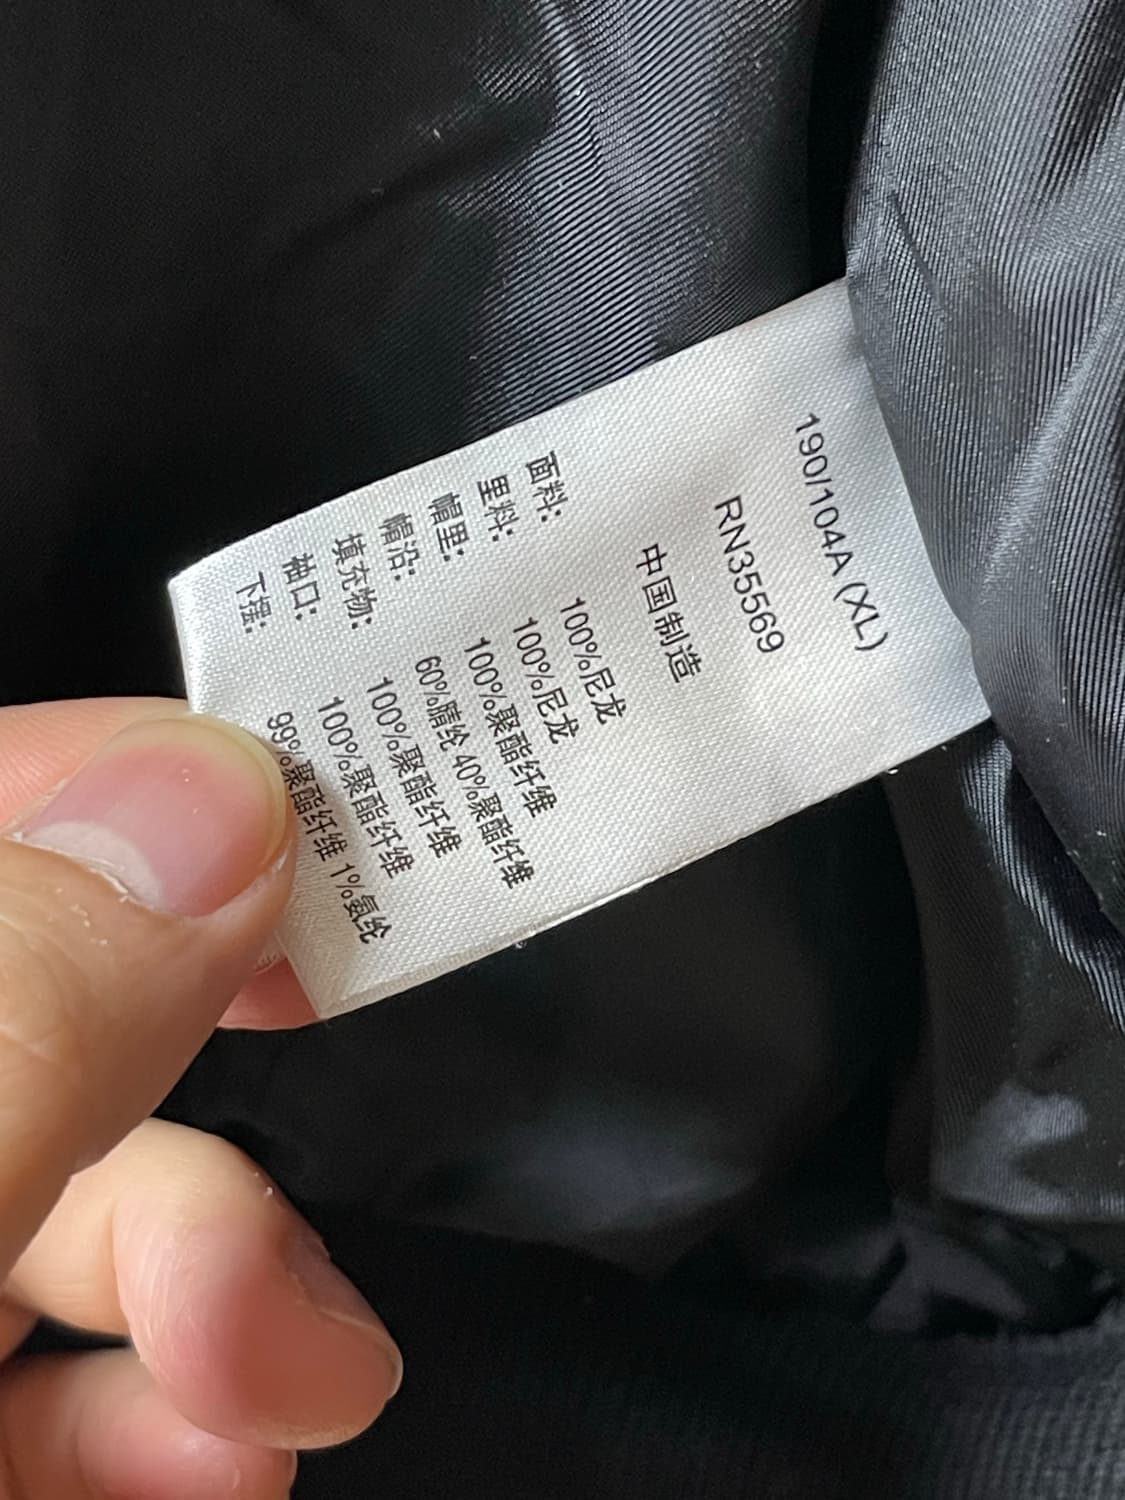 190/104A (XL)
RN35569
中国制造
面料: 100%尼龙
里料: 100%尼龙
帽里: 100%聚酯纤维
帽沿: 60%腈纶 40%聚酯纤维
填充物: 100%聚酯纤维
袖口: 100%聚酯纤维
下摆: 99%聚酯纤维 1%氨纶